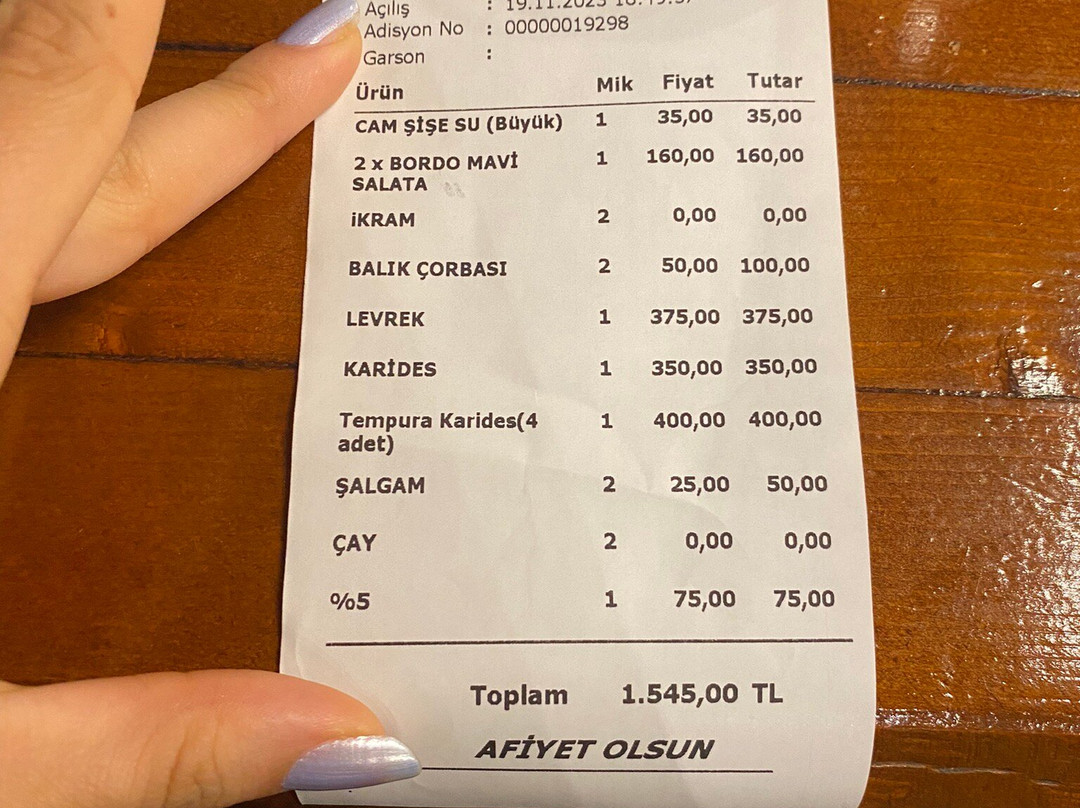 Açılış : 19.11.2023
Adisyon No : 00000019298
Garson :
Ürün Mik Fiyat Tutar
CAM ŞİŞE SU (Büyük) 1 35,00 35,00
2 x BORDO MAVİ 1 160,00 160,00
SALATA
iKRAM 2 0,00 0,00
BALIK ÇORBASI 2 50,00 100,00
LEVREK 1 375,00 375,00
KARİDES 1 350,00 350,00
Tempura Karides(4 1 400,00 400,00
adet)
ŞALGAM 2 25,00 50,00
ÇAY 2 0,00 0,00
%5 1 75,00 75,00
Toplam 1.545,00 TL
AFİYET OLSUN